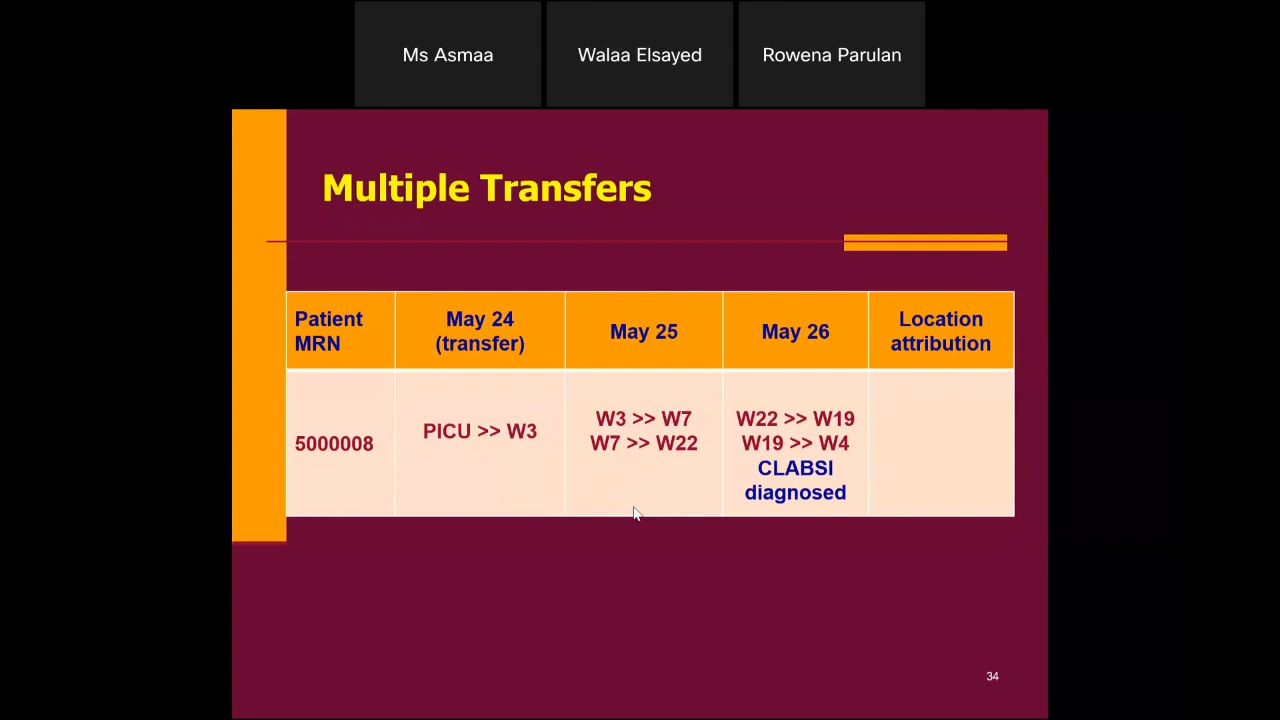 Ms Asmaa
Walaa Elsayed
Rowena Parulan
Multiple Transfers
Patient MRN
May 24 (transfer)
May 25
May 26
Location attribution
5000008
PICU >> W3
W3 >> W7
W7 >> W22
W22 >> W19
W19 >> W4
CLABSI
diagnosed
34